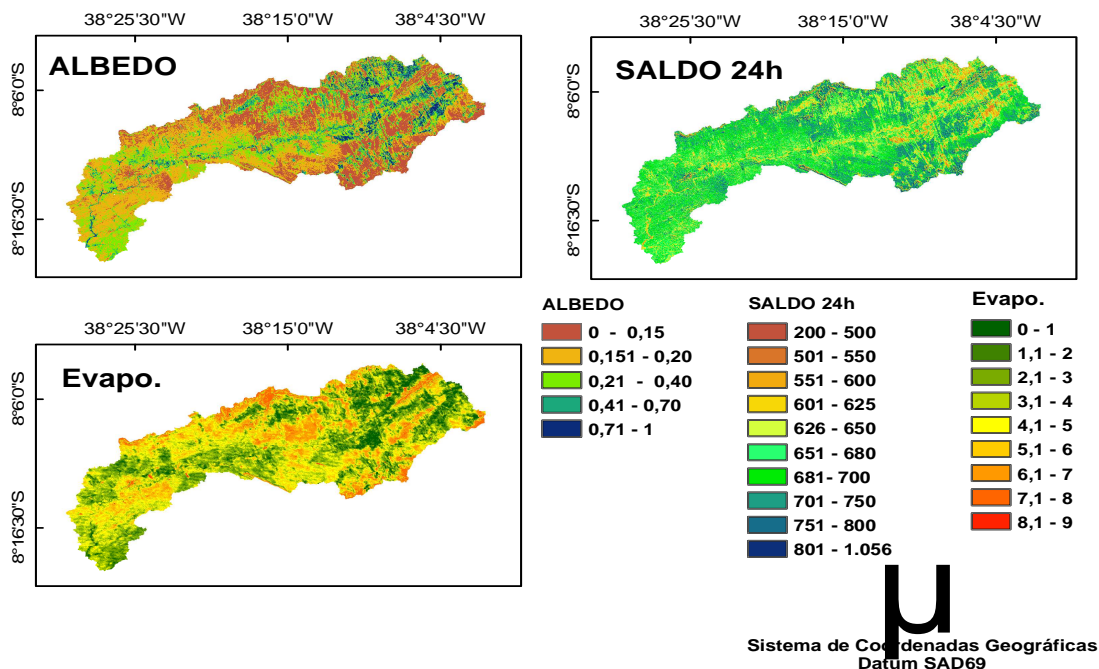 38°25'30"W 38°15'0"W 38°4'30"W
8°6'0"S
8°16'30"S
ALBEDO
38°25'30"W 38°15'0"W 38°4'30"W
8°6'0"S
8°16'30"S
SALDO 24h
38°25'30"W 38°15'0"W 38°4'30"W
8°6'0"S
8°16'30"S
Evapo.
ALBEDO
0 - 0,15
0,151 - 0,20
0,21 - 0,40
0,41 - 0,70
0,71 - 1
SALDO 24h
200 - 500
501 - 550
551 - 600
601 - 625
626 - 650
651 - 680
681- 700
701 - 750
751 - 800
801 - 1.056
Evapo.
0 - 1
1,1 - 2
2,1 - 3
3,1 - 4
4,1 - 5
5,1 - 6
6,1 - 7
7,1 - 8
8,1 - 9
µ
Sistema de Coordenadas Geográficas
Datum SAD69